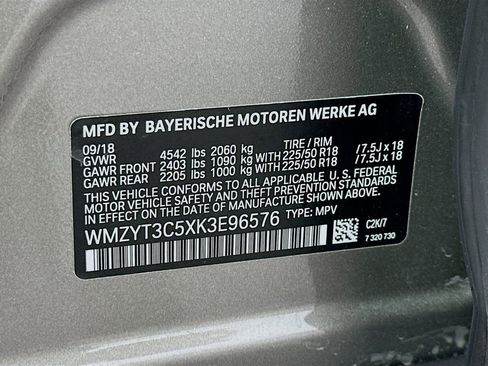 MFD BY BAYERISCHE MOTOREN WERKE AG
09/18 TIRE / RIM
GVWR 4542 lbs 2060 kg
GAWR FRONT 2403 lbs 1090 kg WITH 225/50 R18 /7.5J x 18
GAWR REAR 2205 lbs 1000 kg WITH 225/50 R18 /7.5J x 18
THIS VEHICLE CONFORMS TO ALL APPLICABLE U.S. FEDERAL
MOTOR VEHICLE SAFETY AND THEFT PREVENTION STANDARDS
IN EFFECT ON THE DATE OF MANUFACTURE SHOWN ABOVE.
WMZYT3C5XK3E96576 TYPE: MPV
C2K/7
7 320 730